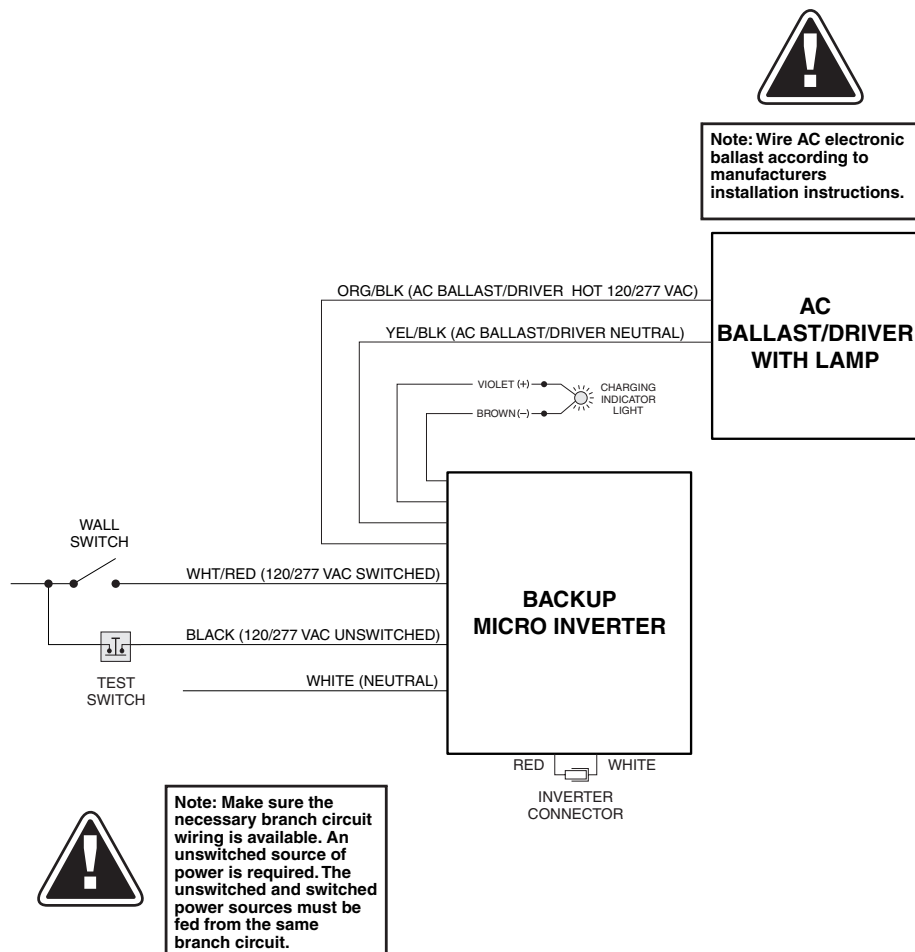 Note: Wire AC electronic
ballast according to
manufacturers
installation instructions.
ORG/BLK (AC BALLAST/DRIVER HOT 120/277 VAC)
YEL/BLK (AC BALLAST/DRIVER NEUTRAL)
AC
BALLAST/DRIVER
WITH LAMP
VIOLET (+)
BROWN (–)
CHARGING
INDICATOR
LIGHT
WALL
SWITCH
WHT/RED (120/277 VAC SWITCHED)
BLACK (120/277 VAC UNSWITCHED)
TEST
SWITCH
WHITE (NEUTRAL)
BACKUP
MICRO INVERTER
RED
WHITE
INVERTER
CONNECTOR
Note: Make sure the
necessary branch circuit
wiring is available. An
unswitched source of
power is required. The
unswitched and switched
power sources must be
fed from the same
branch circuit.